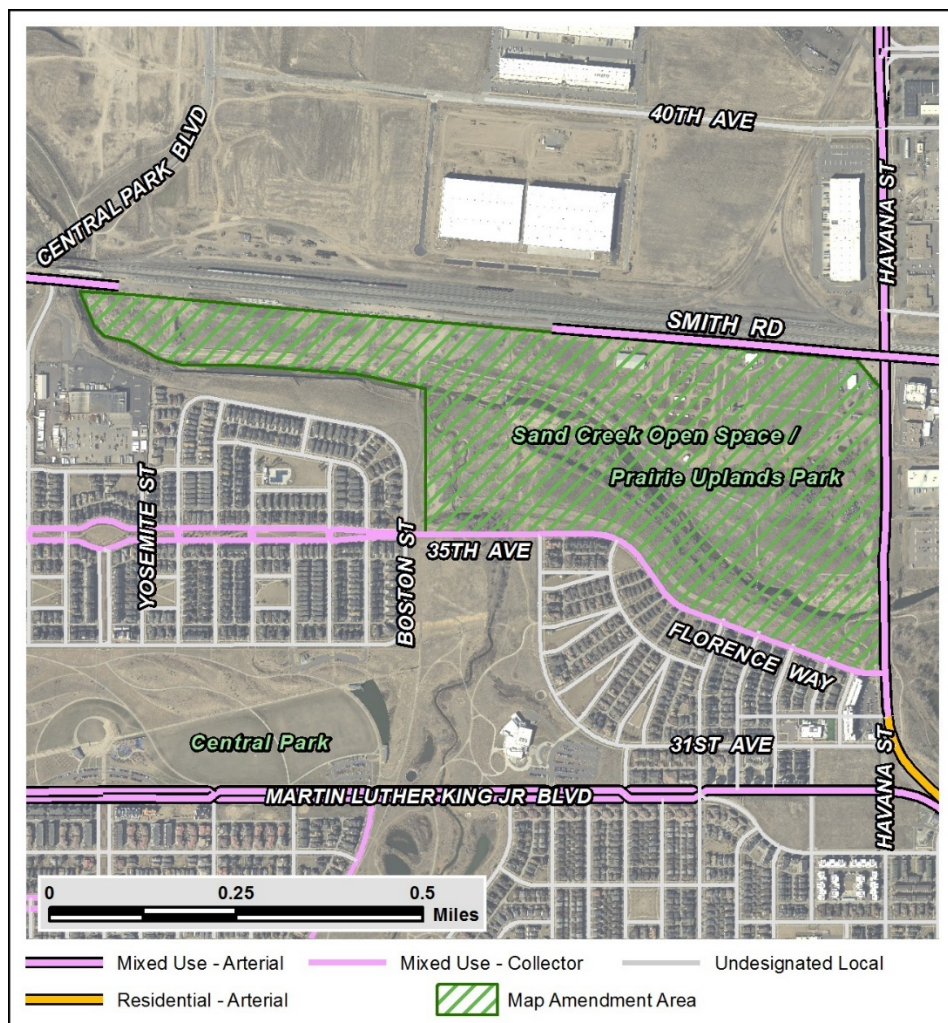 40TH AVE
CENTRAL PARK BLVD
HAVANA ST
SMITH RD
Sand Creek Open Space /
Prairie Uplands Park
YOSEMITE ST
BOSTON ST
35TH AVE
FLORENCE WAY
Central Park
31ST AVE
HAVANA ST
MARTIN LUTHER KING JR BLVD
0 0.25 0.5
Miles
Mixed Use - Arterial Mixed Use - Collector Undesignated Local
Residential - Arterial Map Amendment Area